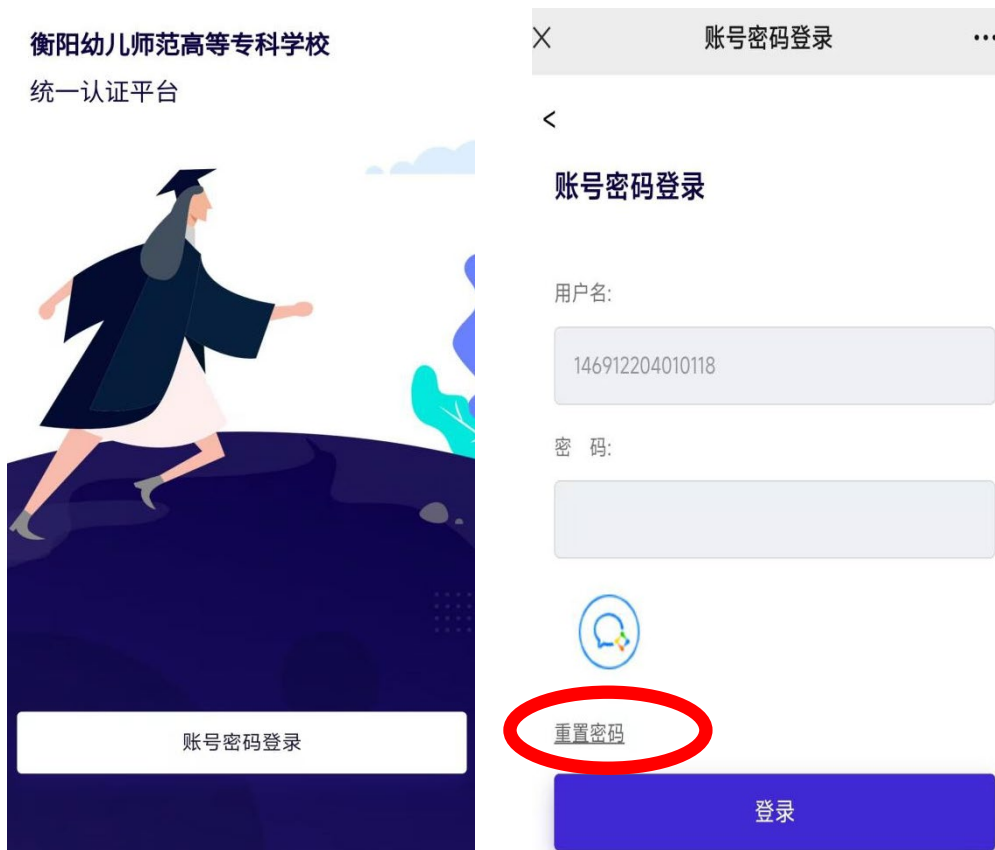 衡阳幼儿师范高等专科学校
统一认证平台
账号密码登录
账号密码登录
账号密码登录
用户名:
146912204010118
密 码:
重置密码
登录